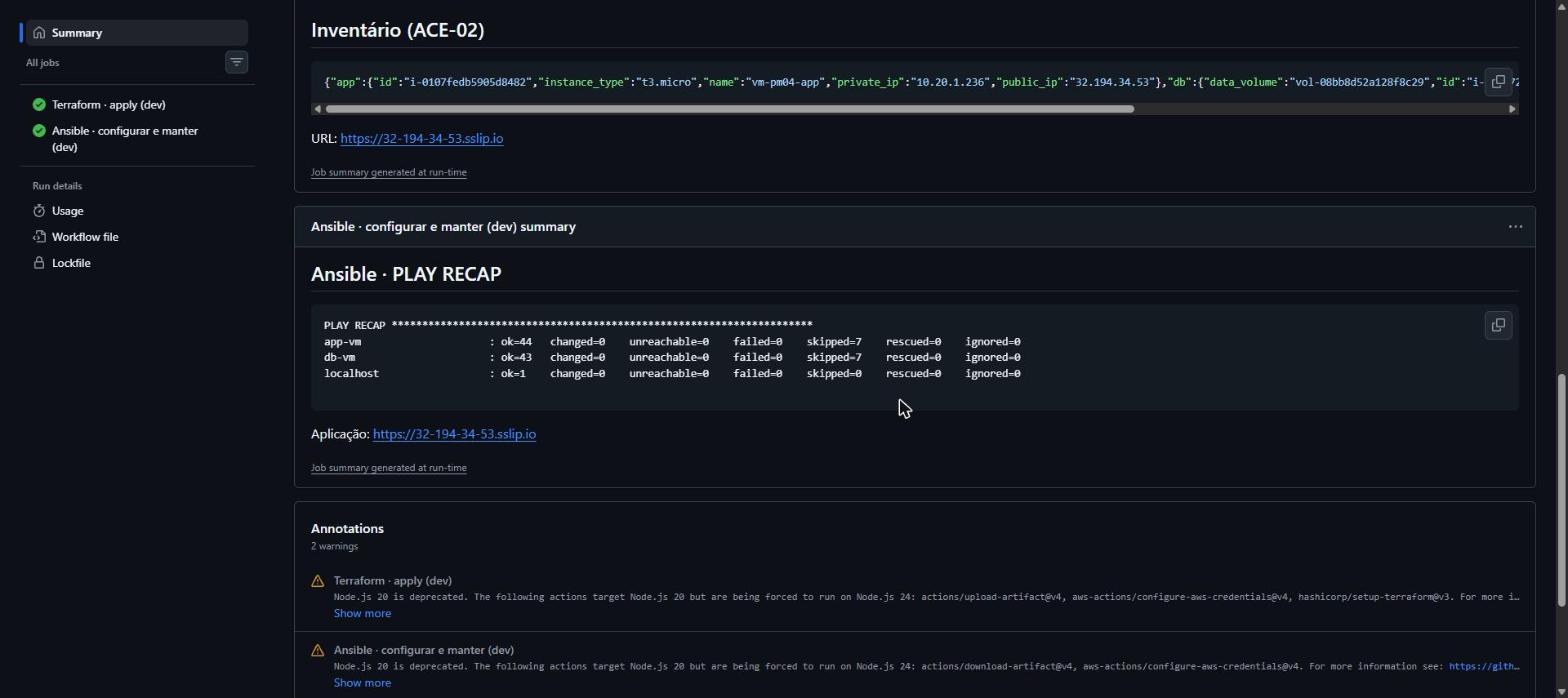 Summary
All jobs
Terraform · apply (dev)
Ansible · configurar e manter
(dev)
Run details
Usage
Workflow file
Lockfile
Inventário (ACE-02)
{"app":{"id":"i-0107fedb5905d8482","instance_type":"t3.micro","name":"vm-pm04-app","private_ip":"10.20.1.236","public_ip":"32.194.34.53"},"db":{"data_volume":"vol-08bb8d52a128f8c29","id":"i-
URL: https://32-194-34-53.sslip.io
Job summary generated at run-time
Ansible · configurar e manter (dev) summary
Ansible · PLAY RECAP
PLAY RECAP *********************************************************************
app-vm : ok=44 changed=0 unreachable=0 failed=0 skipped=7 rescued=0 ignored=0
db-vm : ok=43 changed=0 unreachable=0 failed=0 skipped=7 rescued=0 ignored=0
localhost : ok=1 changed=0 unreachable=0 failed=0 skipped=0 rescued=0 ignored=0
Aplicação: https://32-194-34-53.sslip.io
Job summary generated at run-time
Annotations
2 warnings
Terraform · apply (dev)
Node.js 20 is deprecated. The following actions target Node.js 20 but are being forced to run on Node.js 24: actions/upload-artifact@v4, aws-actions/configure-aws-credentials@v4, hashicorp/setup-terraform@v3. For more i…
Show more
Ansible · configurar e manter (dev)
Node.js 20 is deprecated. The following actions target Node.js 20 but are being forced to run on Node.js 24: actions/download-artifact@v4, aws-actions/configure-aws-credentials@v4. For more information see: https://gith…
Show more